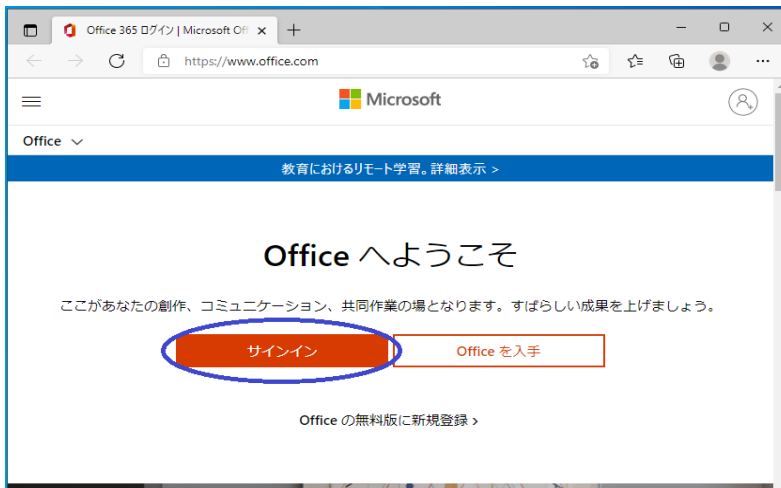 Office 365 ログイン | Microsoft Off
https://www.office.com
Microsoft
Office
教育におけるリモート学習。詳細表示 >
Office へようこそ
ここがあなたの創作、コミュニケーション、共同作業の場となります。すばらしい成果を上げましょう。
サインイン
Office を入手
Office の無料版に新規登録 >